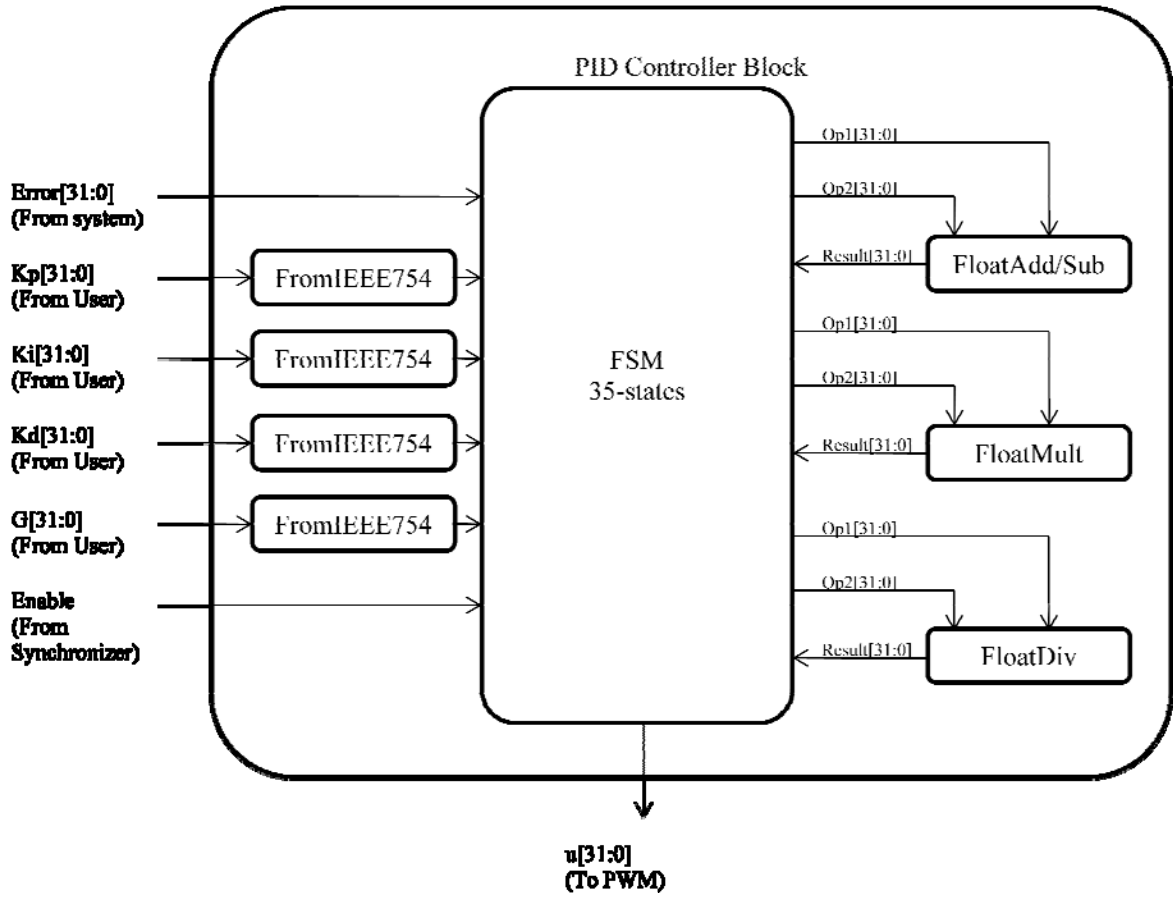 PID Controller Block
Error[31:0]
(From system)
Kp[31:0]
(From User)
Ki[31:0]
(From User)
Kd[31:0]
(From User)
G[31:0]
(From User)
Enable
(From
Synchronizer)
FromIEEE754
FromIEEE754
FromIEEE754
FromIEEE754
FSM
35-states
Op1[31:0]
Op2[31:0]
Result[31:0]
FloatAdd/Sub
Op1[31:0]
Op2[31:0]
Result[31:0]
FloatMult
Op1[31:0]
Op2[31:0]
Result[31:0]
FloatDiv
u[31:0]
(To PWM)